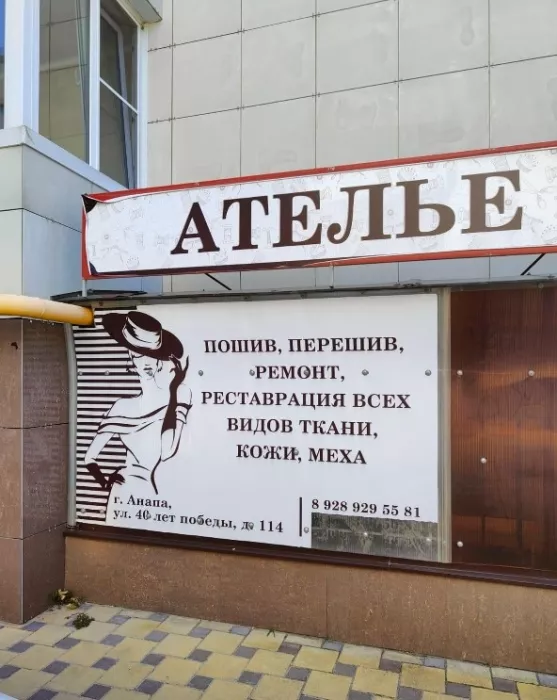 АТЕЛЬЕ
ПОШИВ, ПЕРЕШИВ,
РЕМОНТ,
РЕСТАВРАЦИЯ ВСЕХ
ВИДОВ ТКАНИ,
КОЖИ, МЕХА
г. Анапа,
ул. 40 лет победы, д. 114
8 928 929 55 81